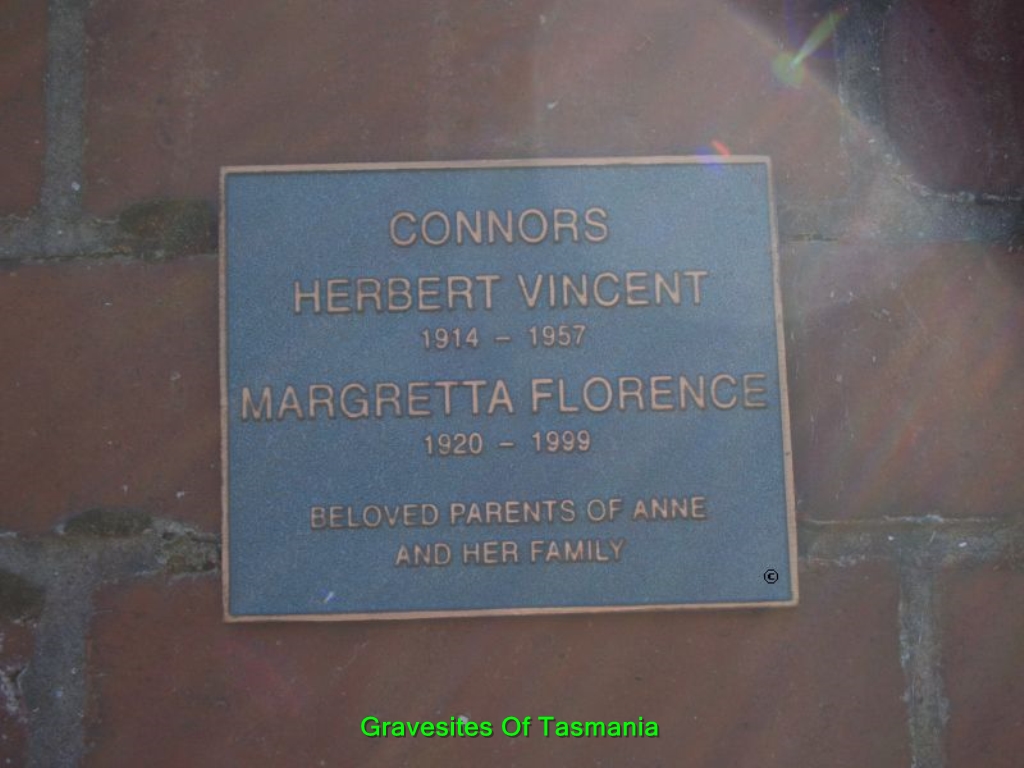 CONNORS
HERBERT VINCENT
1914 – 1957
MARGRETTA FLORENCE
1920 – 1999
BELOVED PARENTS OF ANNE
AND HER FAMILY
©
Gravesites Of Tasmania